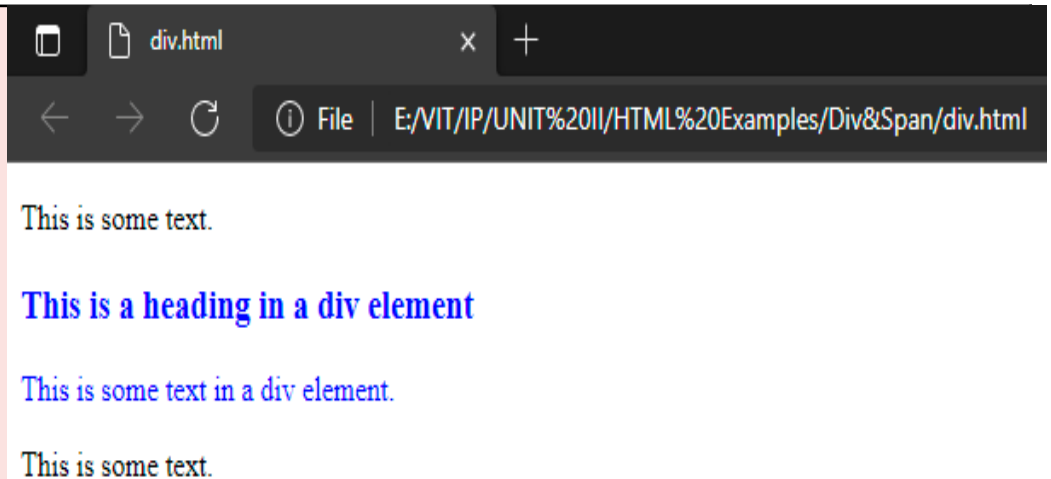 div.html
File E:/VIT/IP/UNIT%20II/HTML%20Examples/Div&Span/div.html
This is some text.
This is a heading in a div element
This is some text in a div element.
This is some text.